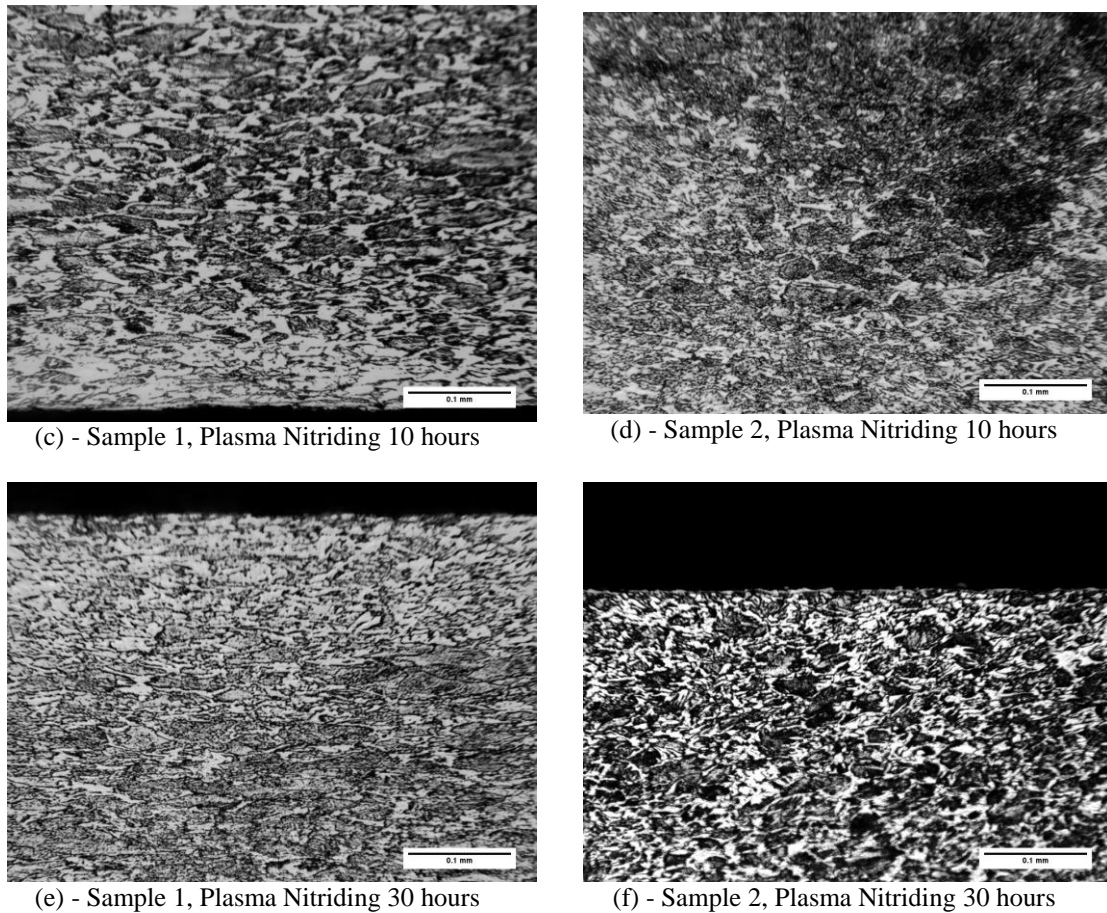 0.1 mm
0.1 mm
(c) - Sample 1, Plasma Nitriding 10 hours
(d) - Sample 2, Plasma Nitriding 10 hours
0.1 mm
0.1 mm
(e) - Sample 1, Plasma Nitriding 30 hours
(f) - Sample 2, Plasma Nitriding 30 hours